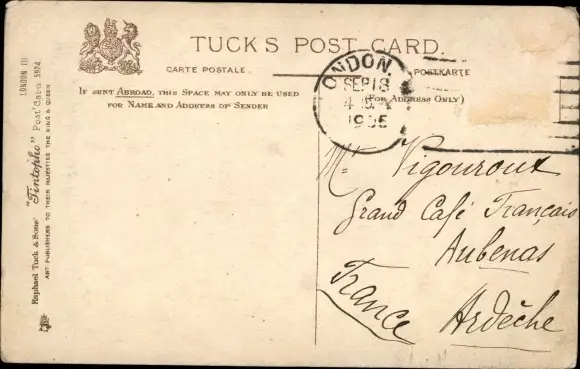 TUCK'S POST CARD.
CARTE POSTALE.
POSTKARTE
IF SENT ABROAD, THIS SPACE MAY ONLY BE USED
FOR NAME AND ADDRESS OF SENDER
(FOR ADDRESS ONLY)
LONDON.
SEP 18
1905
Mr Vigouroux
Grand Café Français
Aubenas
Ardèche
France
Raphael Tuck & Sons' "Tintopho" Post Card 5924
LONDON III
ART PUBLISHERS TO THEIR MAJESTIES THE KING & QUEEN